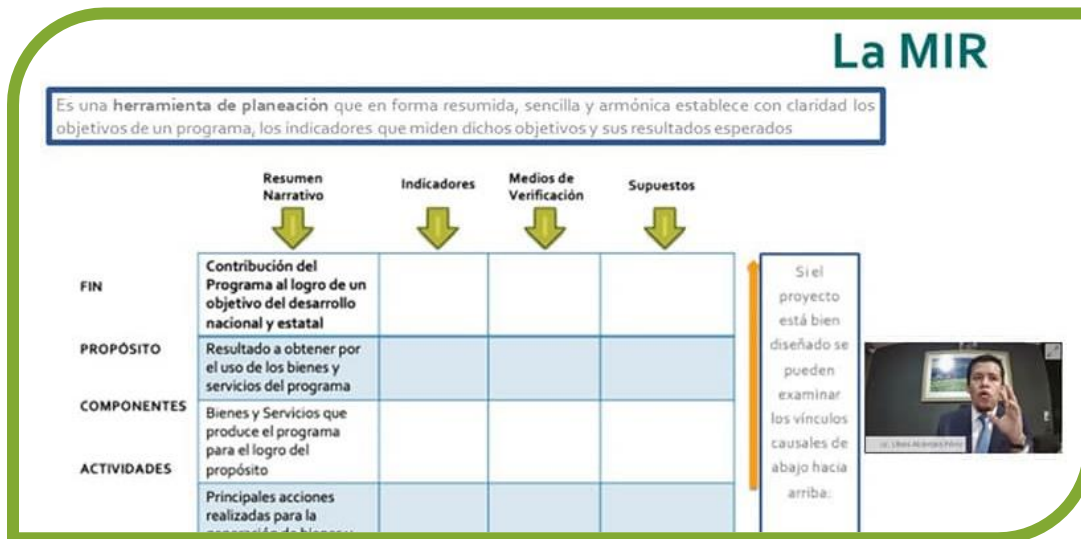 La MIR
Es una herramienta de planeación que en forma resumida, sencilla y armónica establece con claridad los
objetivos de un programa, los indicadores que miden dichos objetivos y sus resultados esperados
Resumen
Narrativo
Indicadores
Medios de
Verificación
Supuestos
FIN
Contribución del
Programa al logro de un
objetivo del desarrollo
nacional y estatal
PROPÓSITO
Resultado a obtener por
el uso de los bienes y
servicios del programa
COMPONENTES
Bienes y Servicios que
produce el programa
para el logro del
propósito
ACTIVIDADES
Principales acciones
realizadas para la
Si el
proyecto
está bien
diseñado se
pueden
examinar
los vínculos
causales de
abajo hacia
arriba: